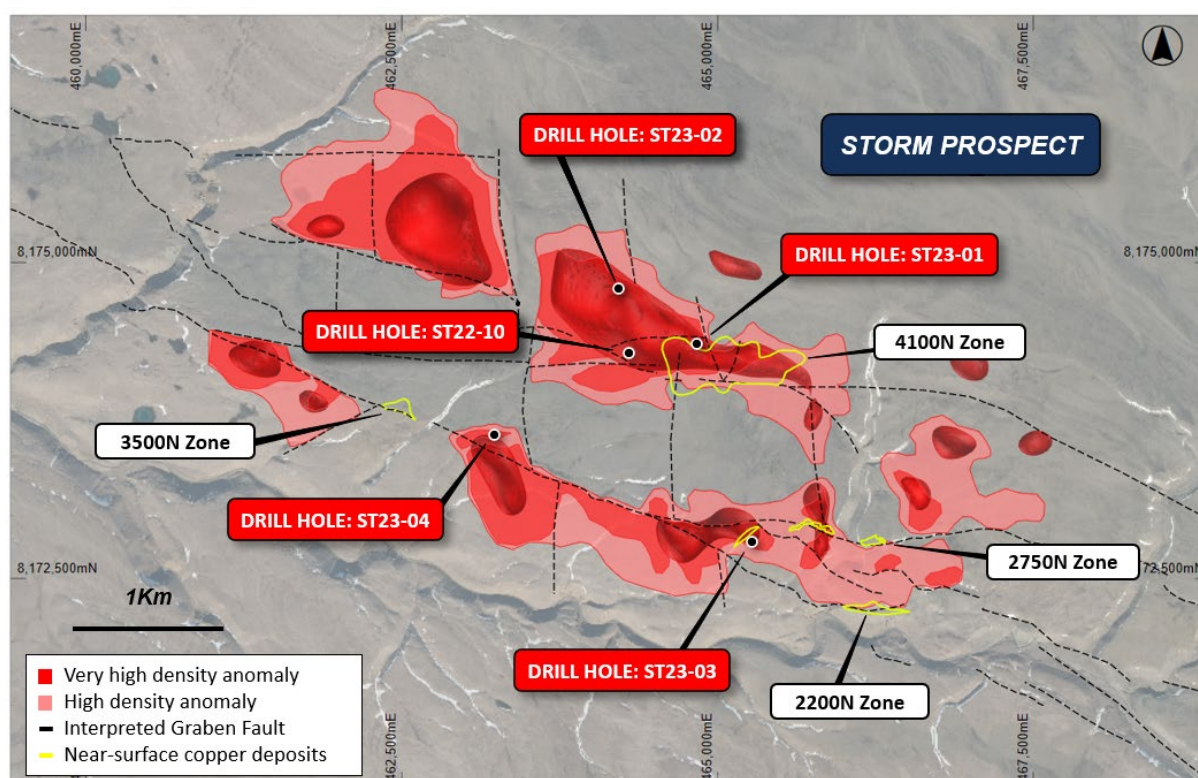 460,000mE
462,500mE
465,000mE
467,500mE
DRILL HOLE: ST23-02
STORM PROSPECT
8,175,000mN
DRILL HOLE: ST23-01
8,175,000mN
DRILL HOLE: ST22-10
4100N Zone
3500N Zone
DRILL HOLE: ST23-04
2750N Zone
8,172,500mN
72,500mN
1Km
DRILL HOLE: ST23-03
2200N Zone
Very high density anomaly
High density anomaly
Interpreted Graben Fault
Near-surface copper deposits
462,500mE
465,000mE
467,500mE